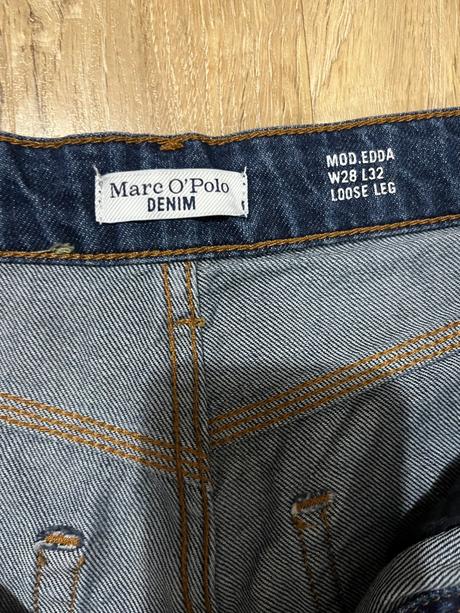 Marc O'Polo
DENIM
MOD.EDDA
W28 L32
LOOSE LEG